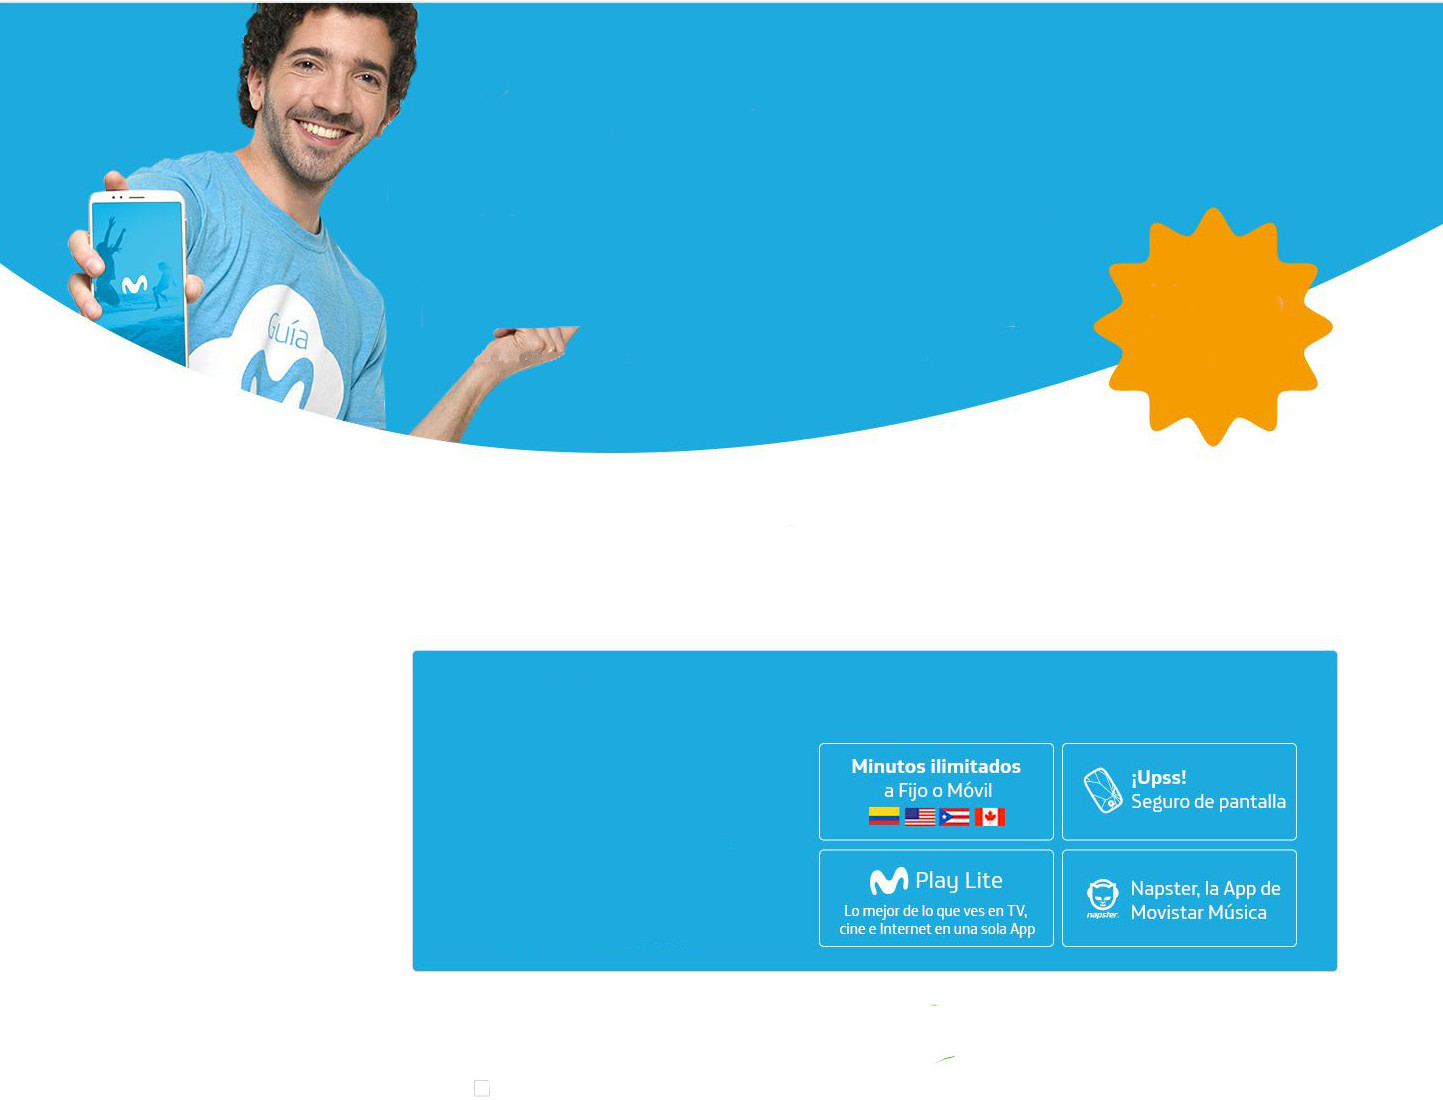 Guía
Minutos ilimitados
a Fijo o Móvil
¡Upss!
Seguro de pantalla
Play Lite
Lo mejor de lo que ves en TV,
cine e Internet en una sola App
napster.
Napster, la App de
Movistar Música